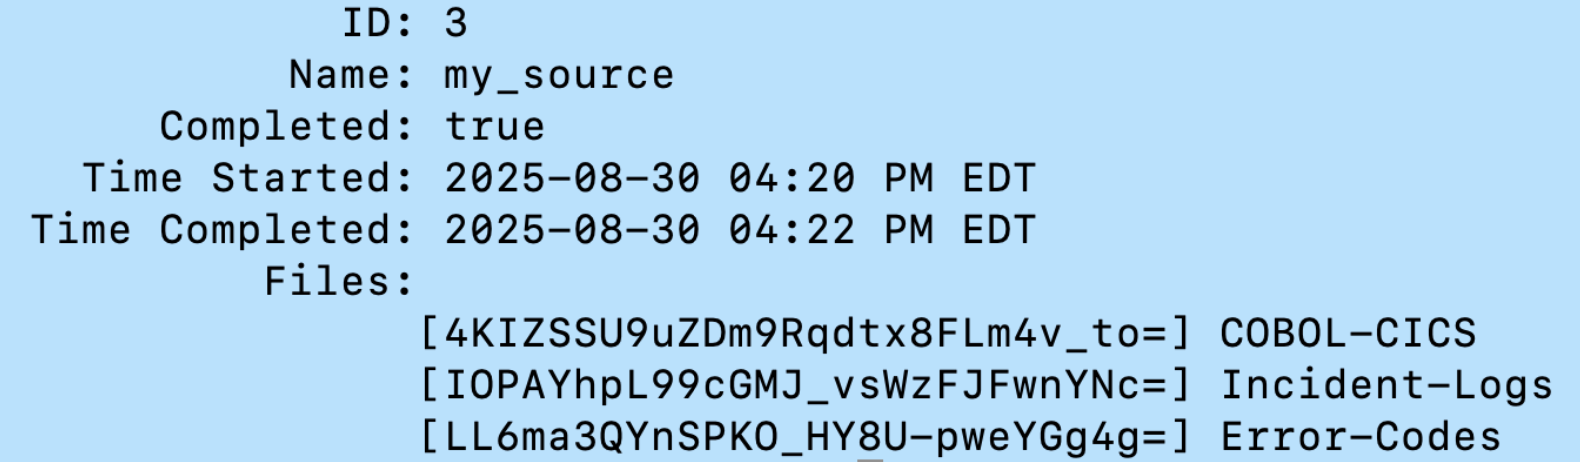 ID: 3
Name: my_source
Completed: true
Time Started: 2025-08-30 04:20 PM EDT
Time Completed: 2025-08-30 04:22 PM EDT
Files:
[4KIZSSU9uZDm9Rqdtx8FLm4v_to=] COBOL-CICS
[IOPAYhpL99cGMJ_vsWzFJFwnYNc=] Incident-Logs
[LL6ma3QYnSPKO_HY8U-pweYGg4g=] Error-Codes